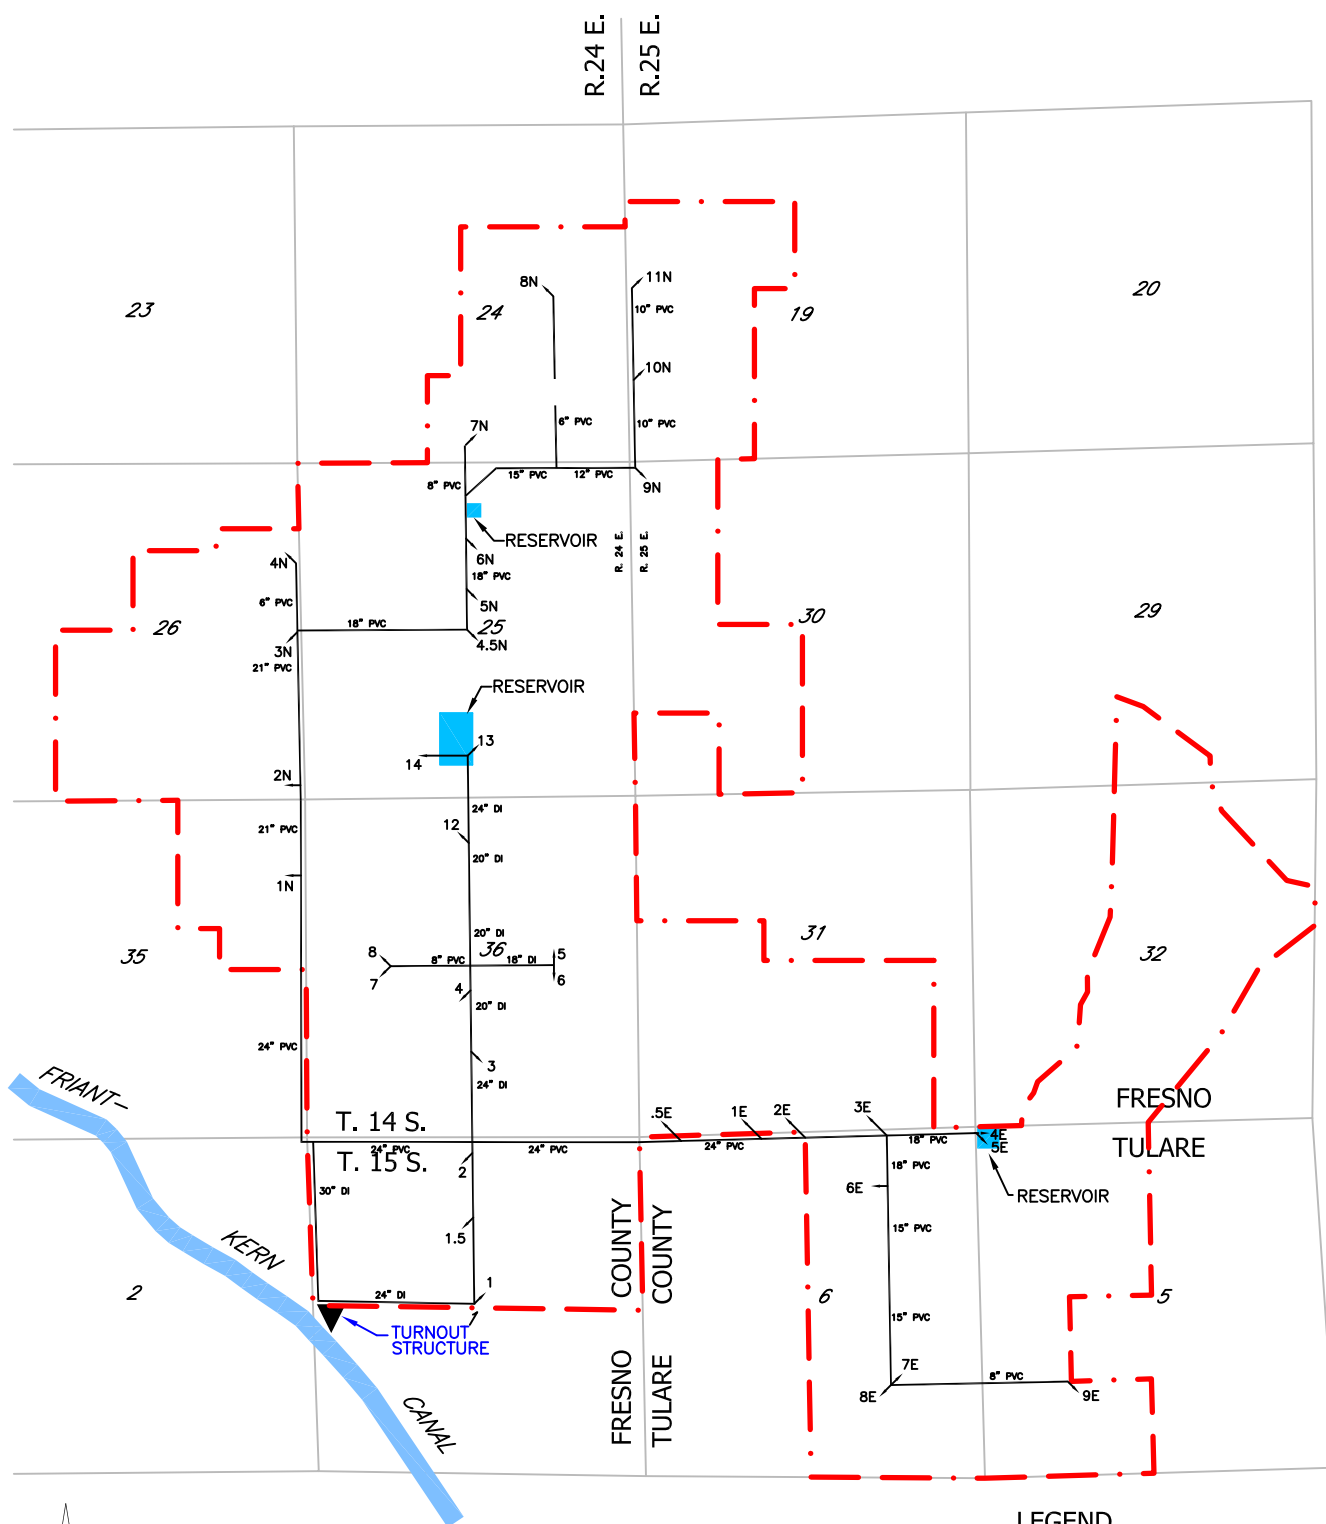 R.24 E.
R.25 E.
23
24
19
20
8N
11N
10" PVC
10N
6" PVC
10" PVC
7N
15" PVC
12" PVC
8" PVC
9N
RESERVOIR
R. 24 E.
R. 25 E.
4N
6N
18" PVC
6" PVC
5N
26
18" PVC
25
30
29
3N
4.5N
21" PVC
RESERVOIR
13
14
2N
24" DI
12
21" PVC
20" DI
1N
20" DI
31
35
36
32
8
8" PVC
18" DI
5
7
6
4
20" DI
24" PVC
3
24" DI
FRIANT-
FRESNO
T. 14 S.
.5E
1E
2E
3E
4E
24" PVC
24" PVC
24" PVC
18" PVC
5E
TULARE
T. 15 S.
2
18" PVC
30" DI
6E
RESERVOIR
COUNTY
COUNTY
15" PVC
1.5
KERN
2
24" DI
1
6
5
1
15" PVC
TURNOUT
STRUCTURE
FRESNO
TULARE
7E
8" PVC
8E
9E
CANAL
LEGEND